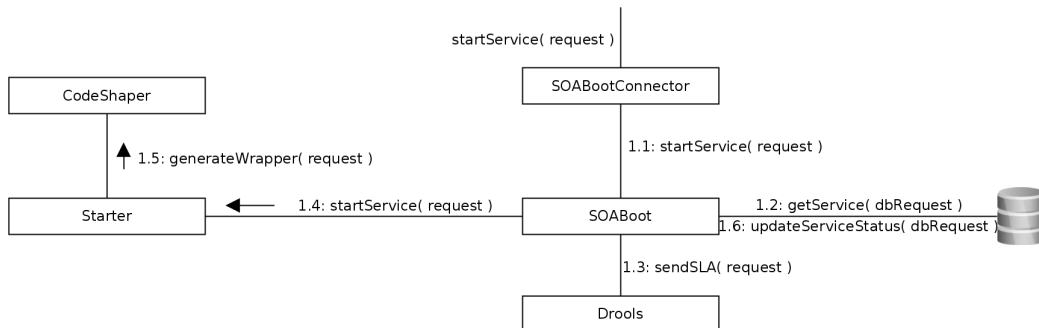 startService( request )
SOABootConnector
CodeShaper
1.1: startService( request )
1.5: generateWrapper( request )
Starter
1.4: startService( request )
SOABoot
1.2: getService( dbRequest )
1.6: updateServiceStatus( dbRequest )
1.3: sendSLA( request )
Drools